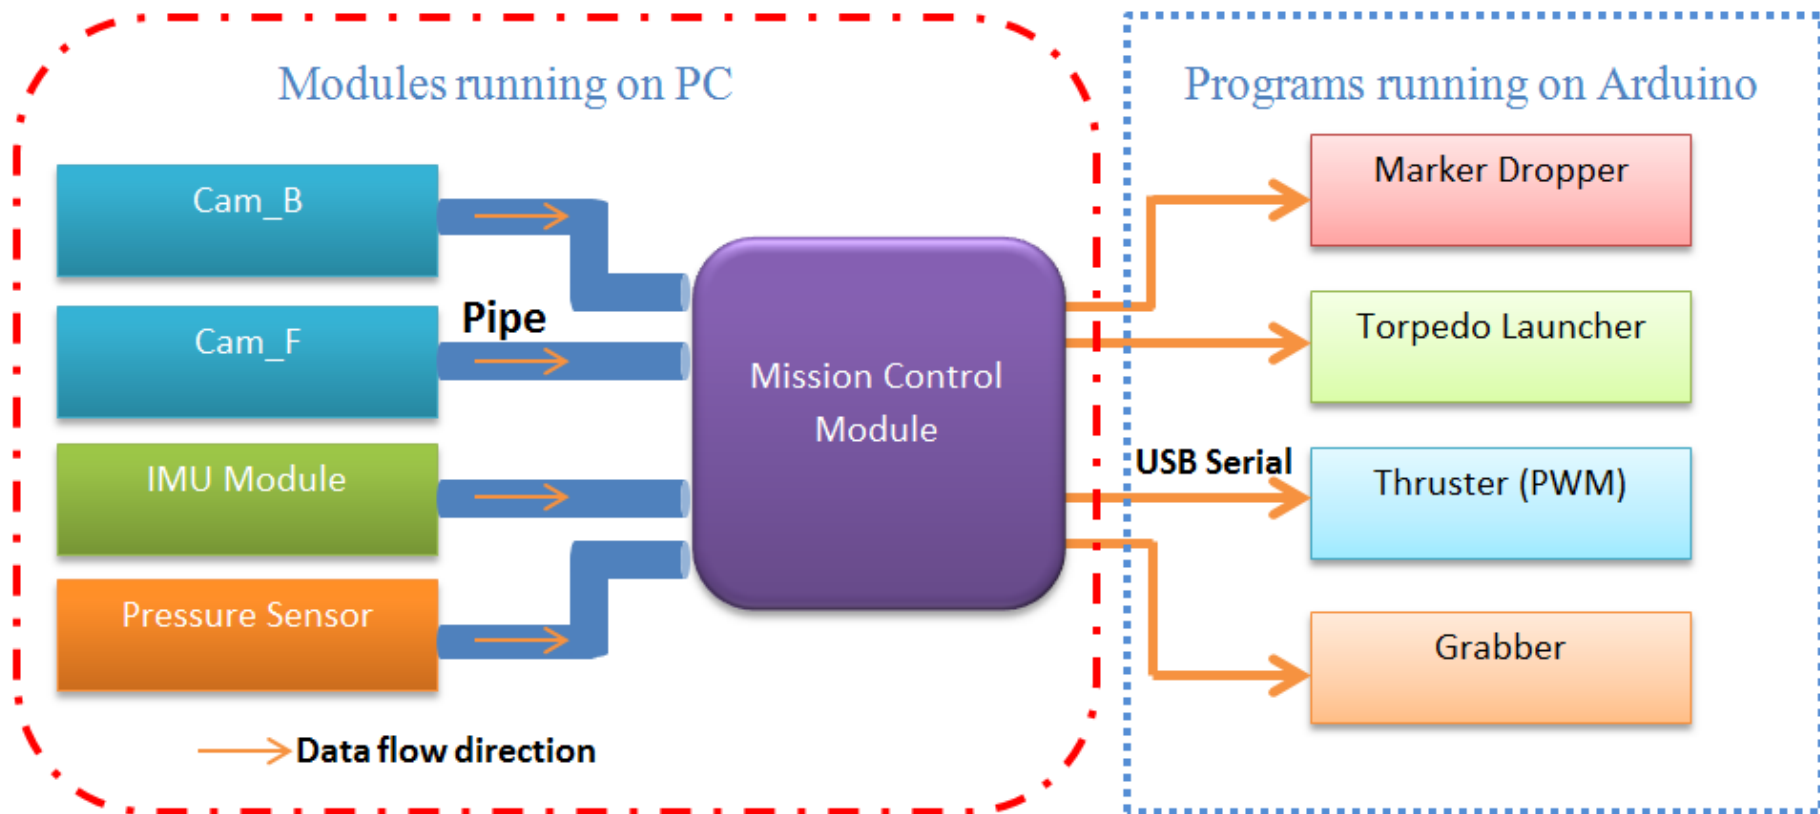 Modules running on PC
Programs running on Arduino
Cam_B
Cam_F
IMU Module
Pressure Sensor
Pipe
Mission Control
Module
USB Serial
Marker Dropper
Torpedo Launcher
Thruster (PWM)
Grabber
Data flow direction